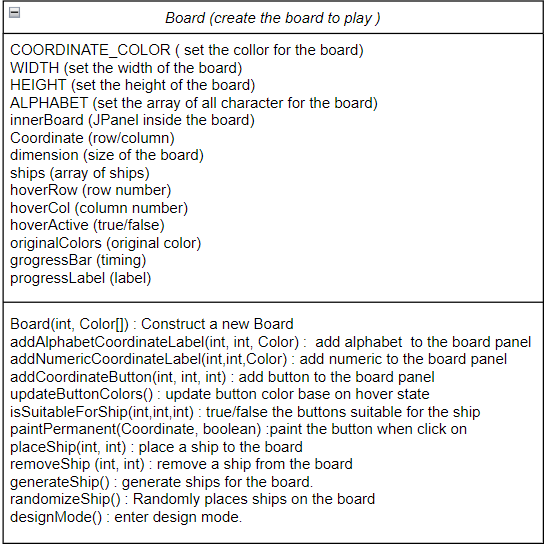 Board (create the board to play )
COORDINATE_COLOR ( set the collor for the board)
WIDTH (set the width of the board)
HEIGHT (set the height of the board)
ALPHABET (set the array of all character for the board)
innerBoard (JPanel inside the board)
Coordinate (row/column)
dimension (size of the board)
ships (array of ships)
hoverRow (row number)
hoverCol (column number)
hoverActive (true/false)
originalColors (original color)
grogressBar (timing)
progressLabel (label)
Board(int, Color[]) : Construct a new Board
addAlphabetCoordinateLabel(int, int, Color) :  add alphabet  to the board panel
addNumericCoordinateLabel(int,int,Color) : add numeric to the board panel
addCoordinateButton(int, int, int) : add button to the board panel
updateButtonColors() : update button color base on hover state
isSuitableForShip(int,int,int) : true/false the buttons suitable for the ship
paintPermanent(Coordinate, boolean) :paint the button when click on
placeShip(int, int) : place a ship to the board
removeShip (int, int) : remove a ship from the board
generateShip() : generate ships for the board.
randomizeShip() : Randomly places ships on the board
designMode() : enter design mode.